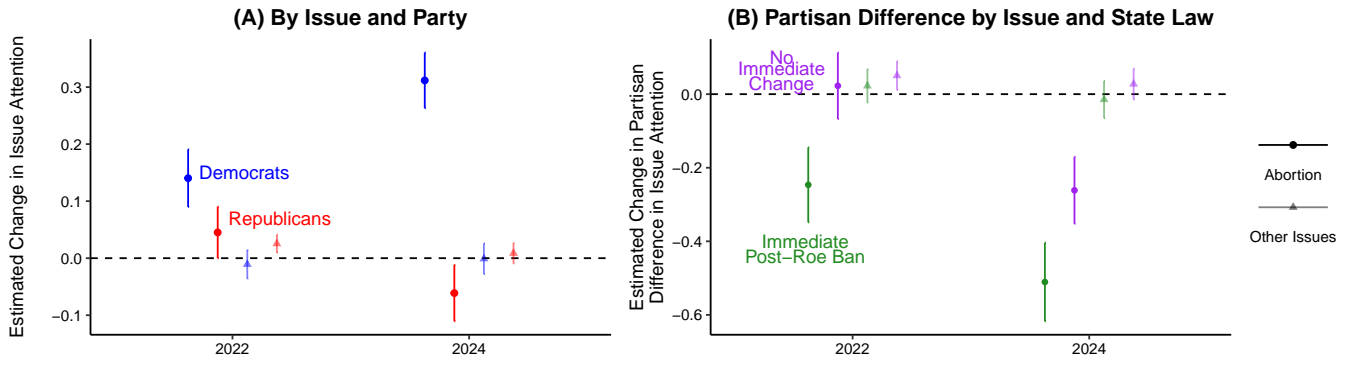 (A) By Issue and Party
Estimated Change in Issue Attention
0.3
0.2
0.1
0.0
−0.1
Democrats
Republicans
2022
2024
(B) Partisan Difference by Issue and State Law
Estimated Change in Partisan
Difference in Issue Attention
0.0
−0.2
−0.4
−0.6
No
Immediate
Change
Immediate
Post−Roe Ban
2022
2024
Abortion
Other Issues